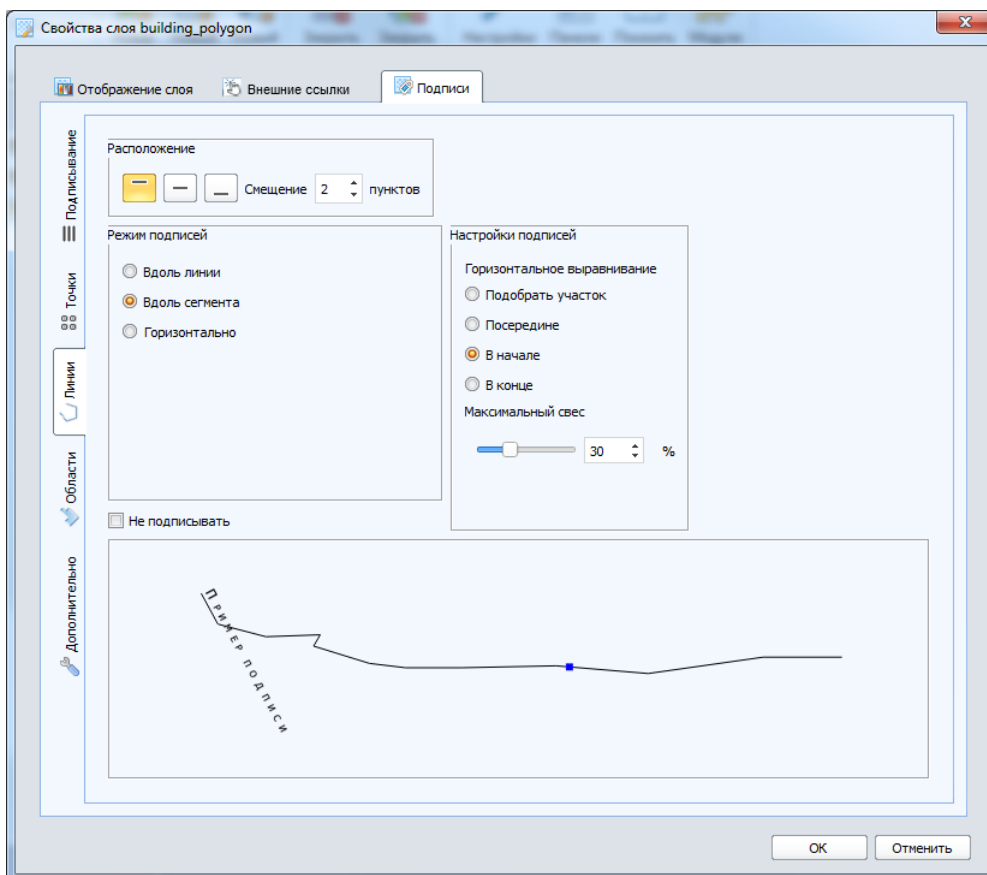 Свойства слоя building_polygon
Отображение слоя
Внешние ссылки
Подписи
Подписывание
Точки
Линии
Области
Дополнительно
Расположение
Смещение 2 пунктов
Режим подписей
Вдоль линии
Вдоль сегмента
Горизонтально
Настройки подписей
Горизонтальное выравнивание
Подобрать участок
Посередине
В начале
В конце
Максимальный свес
30 %
Не подписывать
Пример подписи
ОК Отменить